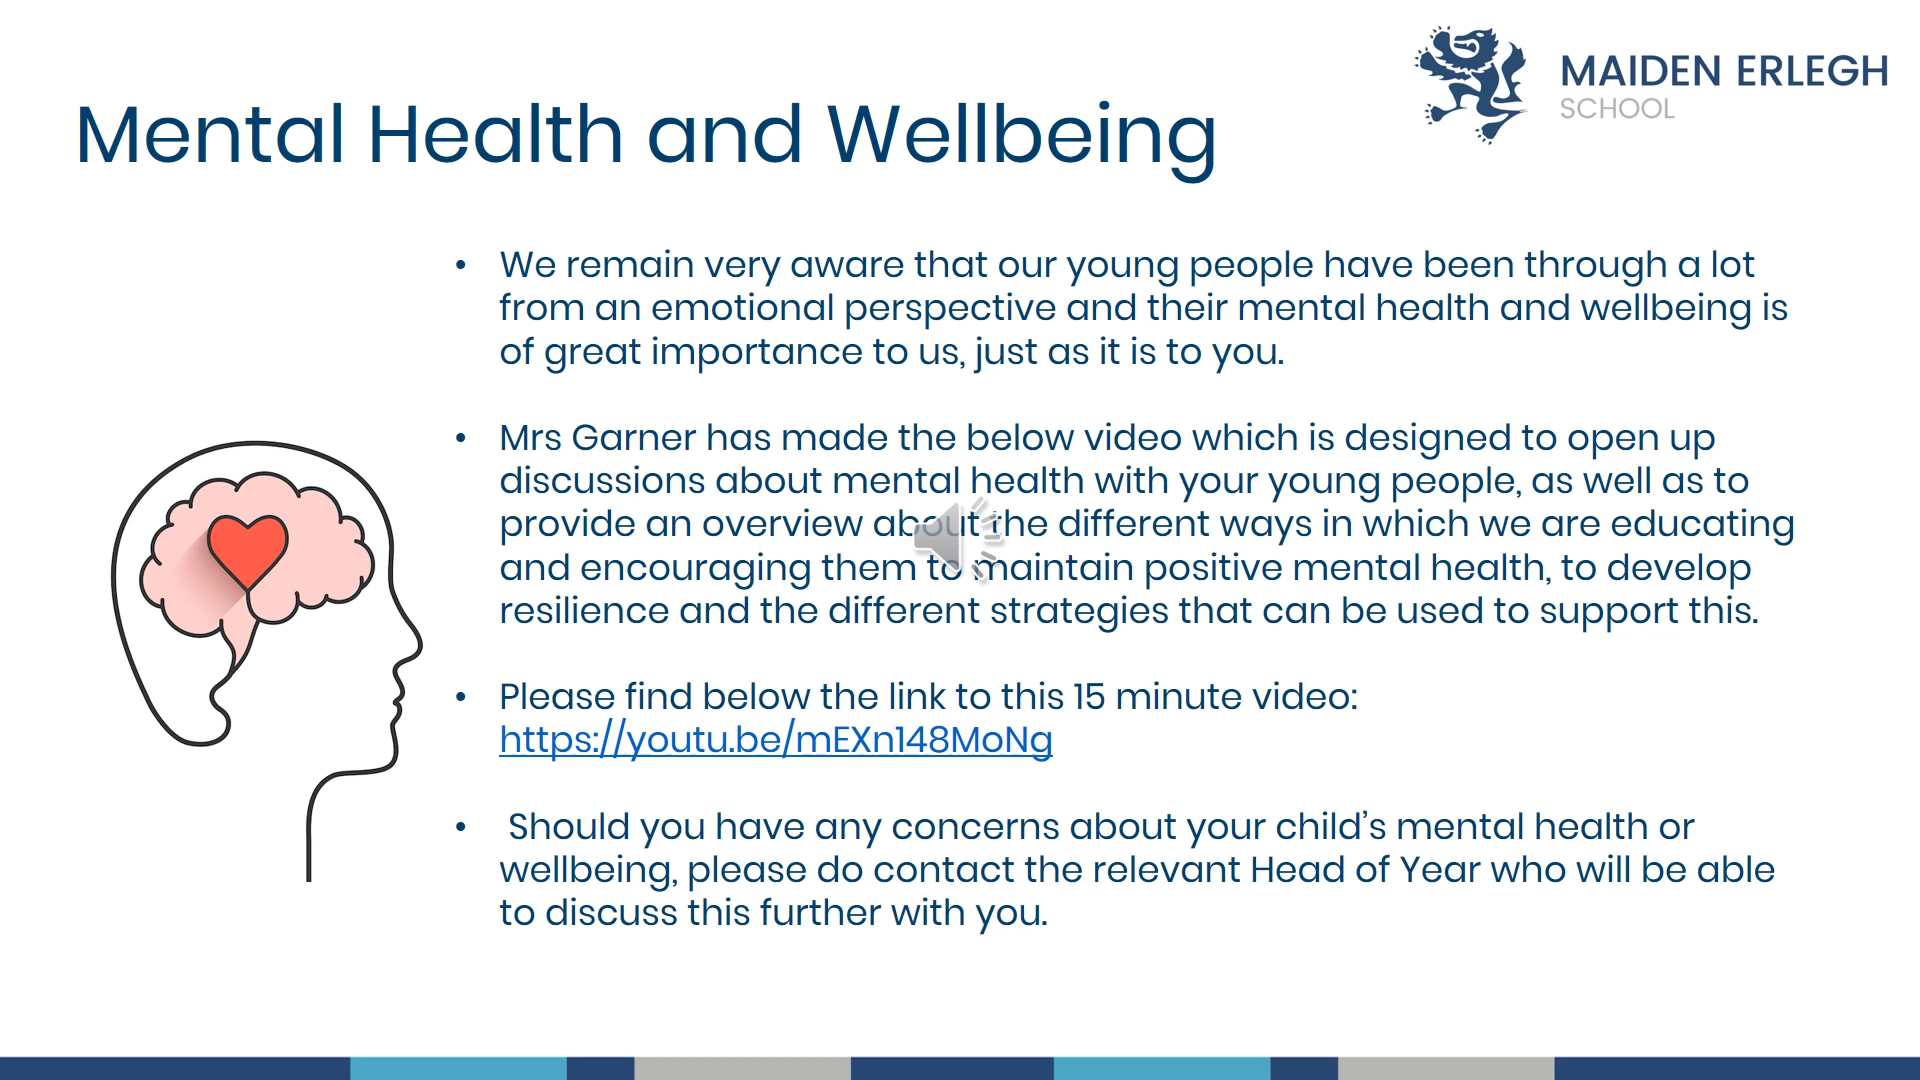 MAIDEN ERLEGH
SCHOOL
Mental Health and Wellbeing
• We remain very aware that our young people have been through a lot
from an emotional perspective and their mental health and wellbeing is
of great importance to us, just as it is to you.
• Mrs Garner has made the below video which is designed to open up
discussions about mental health with your young people, as well as to
provide an overview about the different ways in which we are educating
and encouraging them to maintain positive mental health, to develop
resilience and the different strategies that can be used to support this.
• Please find below the link to this 15 minute video:
https://youtu.be/mEXn148MoNg
• Should you have any concerns about your child’s mental health or
wellbeing, please do contact the relevant Head of Year who will be able
to discuss this further with you.